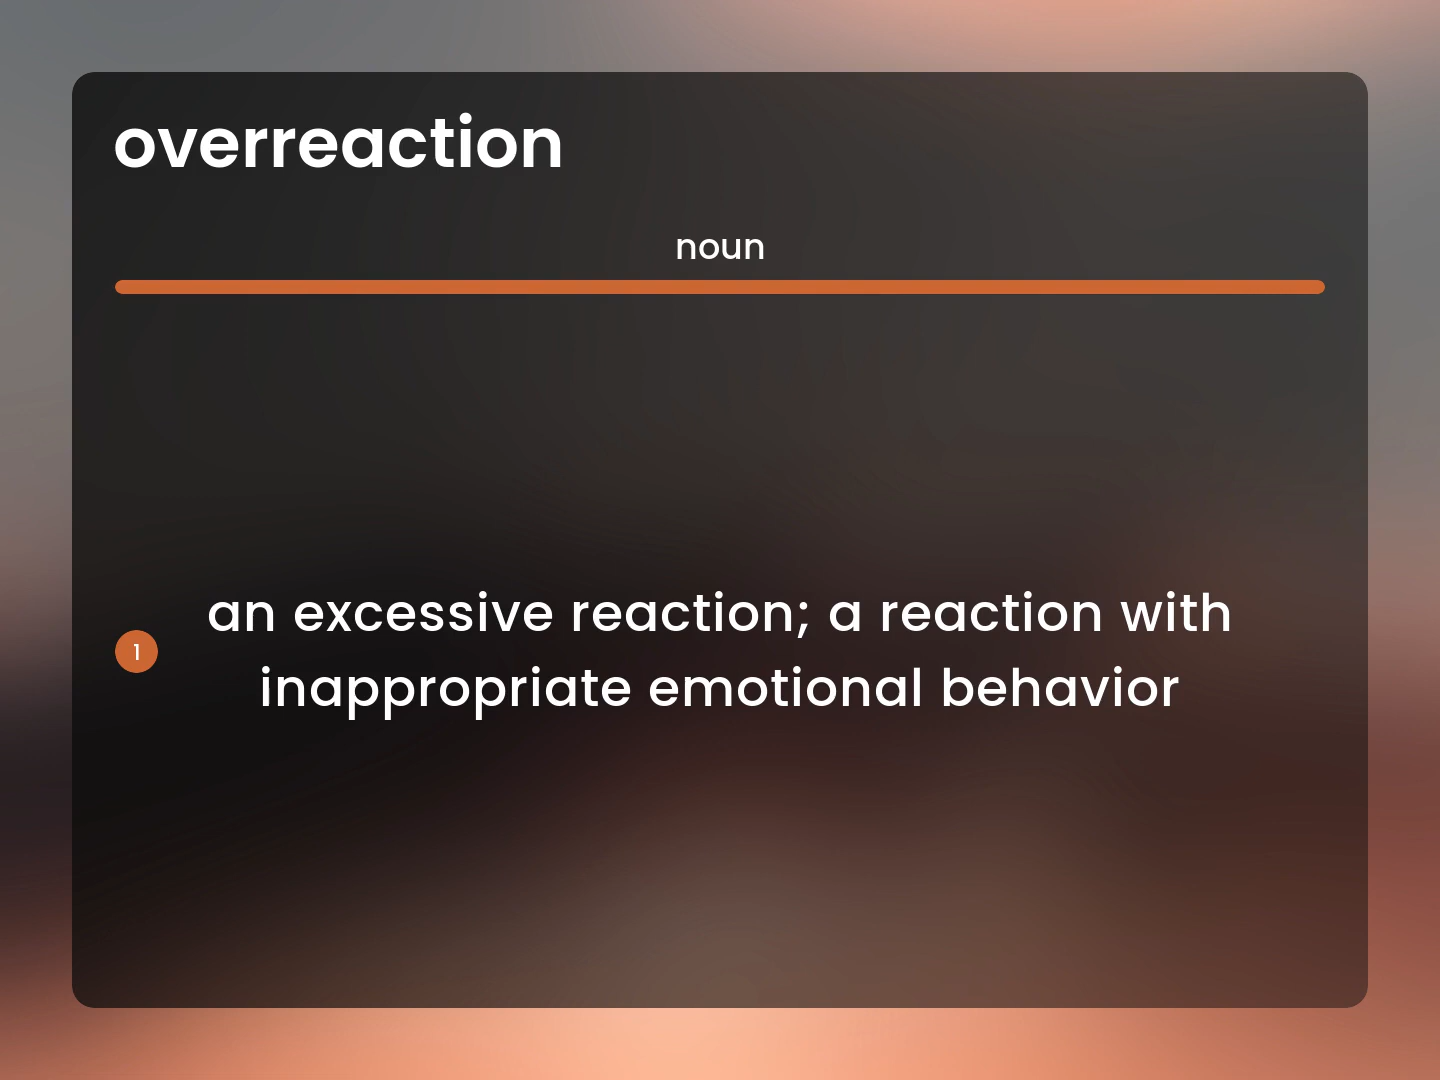 overreaction
noun
1
an excessive reaction; a reaction with
inappropriate emotional behavior